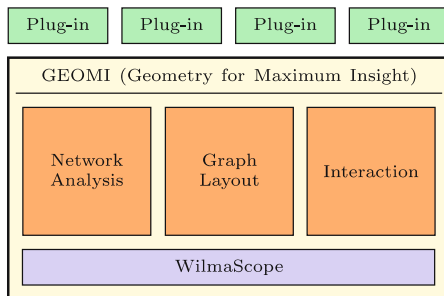 Plug-in Plug-in Plug-in Plug-in
GEOMI (Geometry for Maximum Insight)
Network
Analysis
Graph
Layout
Interaction
WilmaScope